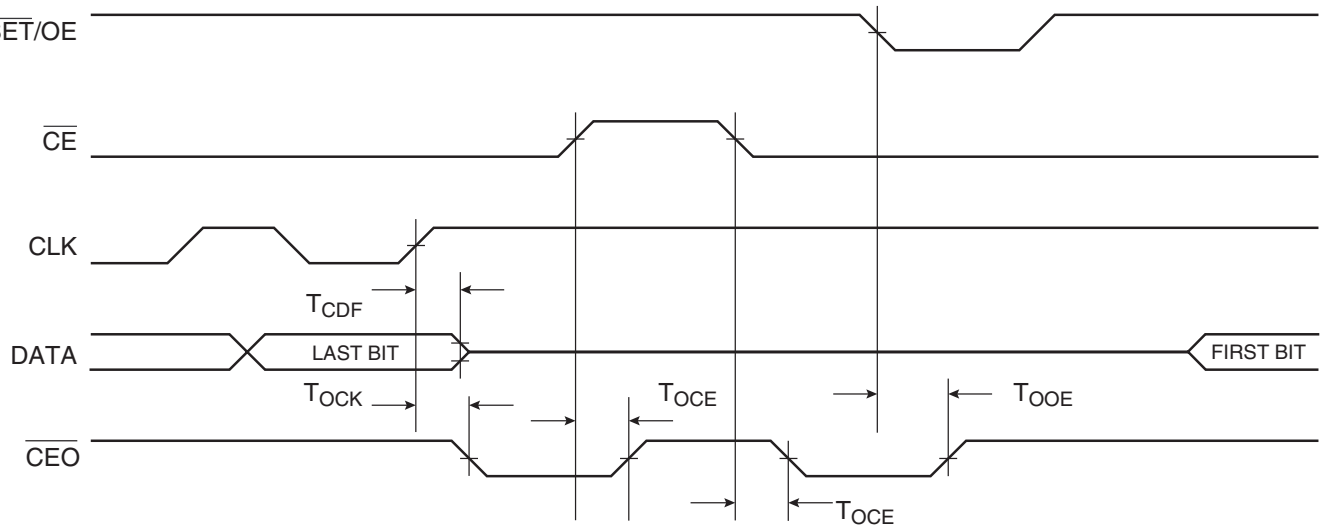 ET/OE
CE
CLK
TCDF
DATA
LAST BIT
FIRST BIT
TOCK
TOCE
TOOE
CEO
TOCE